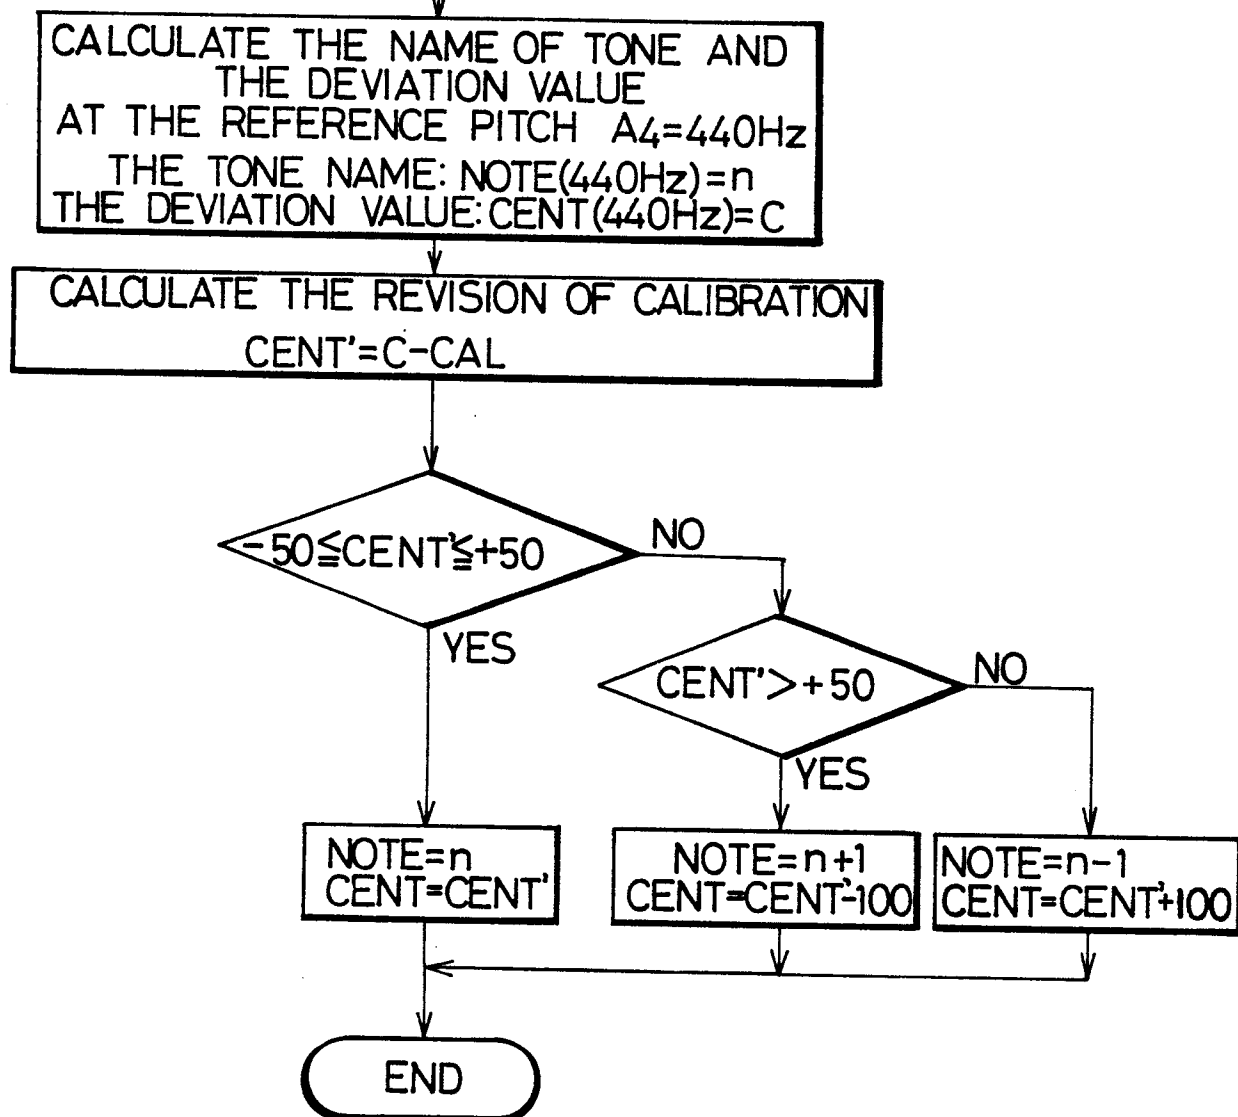 CALCULATE THE NAME OF TONE AND
THE DEVIATION VALUE
AT THE REFERENCE PITCH A4=440Hz
THE TONE NAME: NOTE(440Hz)=n
THE DEVIATION VALUE: CENT(440Hz)=C
CALCULATE THE REVISION OF CALIBRATION
CENT'=C-CAL
-50≦CENT'≦+50
NO
YES
CENT'>+50
NO
YES
NOTE=n
CENT=CENT'
NOTE=n+1
CENT=CENT'-100
NOTE=n-1
CENT=CENT'+100
END